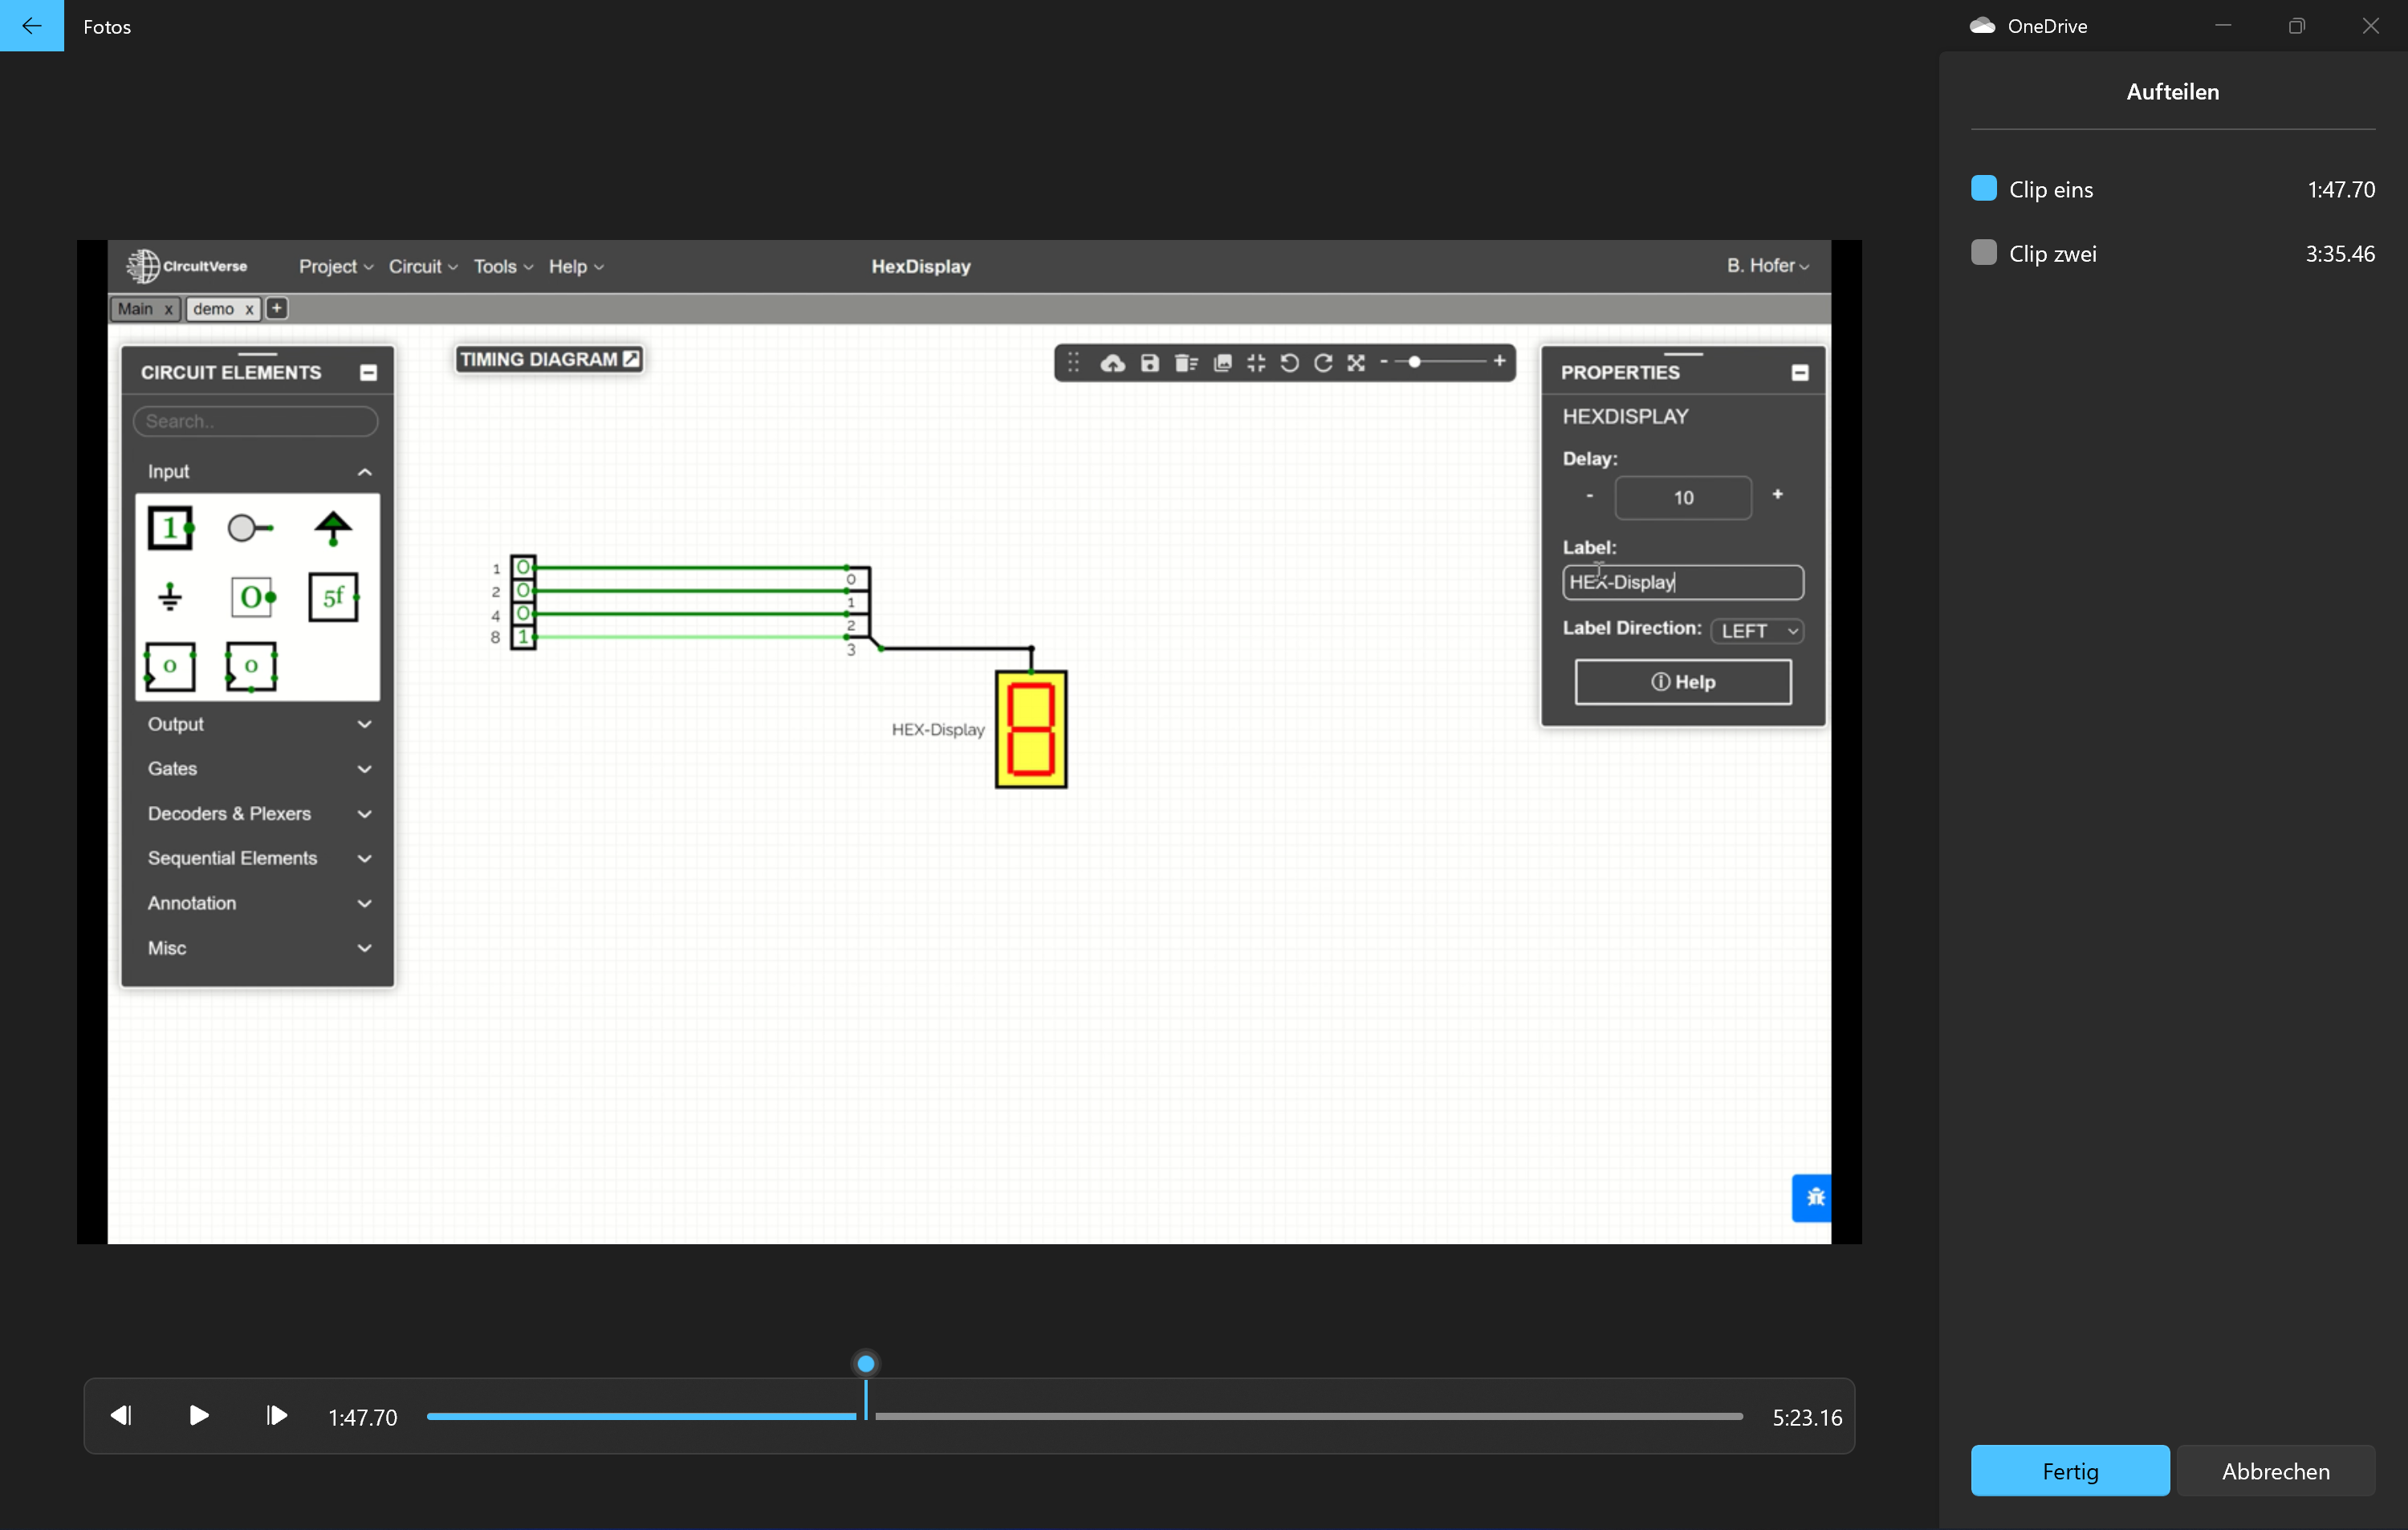 Fotos
OneDrive
Aufteilen
Clip eins 1:47.70
Clip zwei 3:35.46
CircuitVerse Project Circuit Tools Help HexDisplay B. Hofer
Main x demo x +
CIRCUIT ELEMENTS
Search..
Input
1
O
5f
o
o
Output
Gates
Decoders & Plexers
Sequential Elements
Annotation
Misc
TIMING DIAGRAM
- +
1 0 0
2 0 1
4 0 2
8 1 3
HEX-Display 8
PROPERTIES
HEXDISPLAY
Delay:
- 10 +
Label:
HEX-Display
Label Direction: LEFT
Help
1:47.70 5:23.16
Fertig Abbrechen